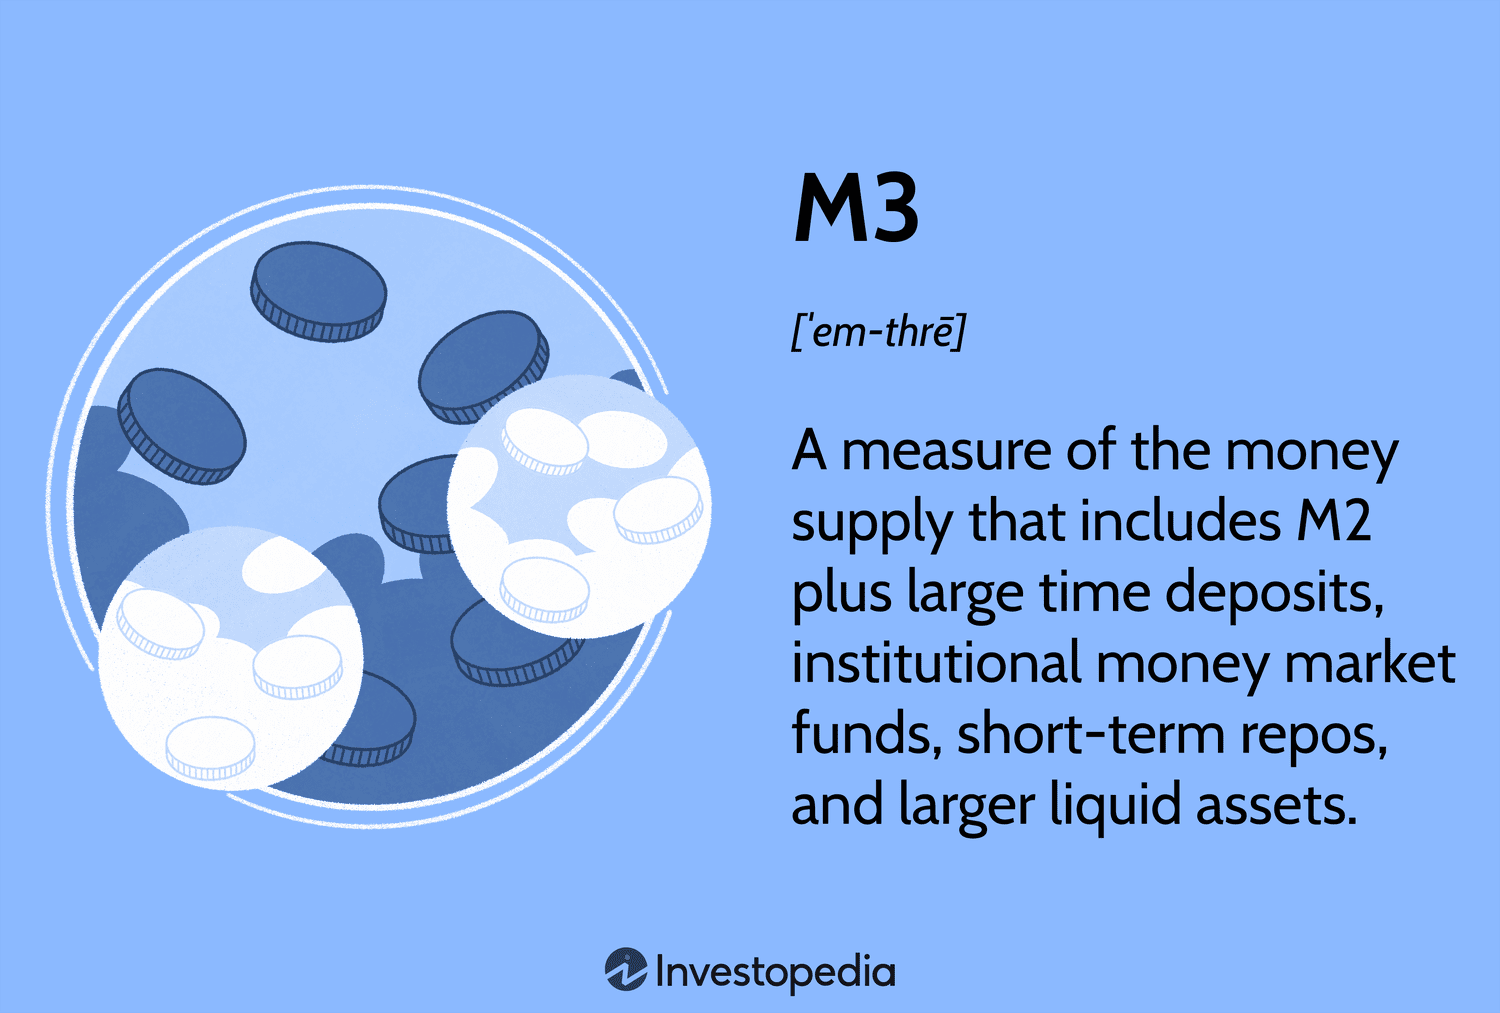 M3
[ˈem-thrē]
A measure of the money
supply that includes M2
plus large time deposits,
institutional money market
funds, short-term repos,
and larger liquid assets.
Investopedia